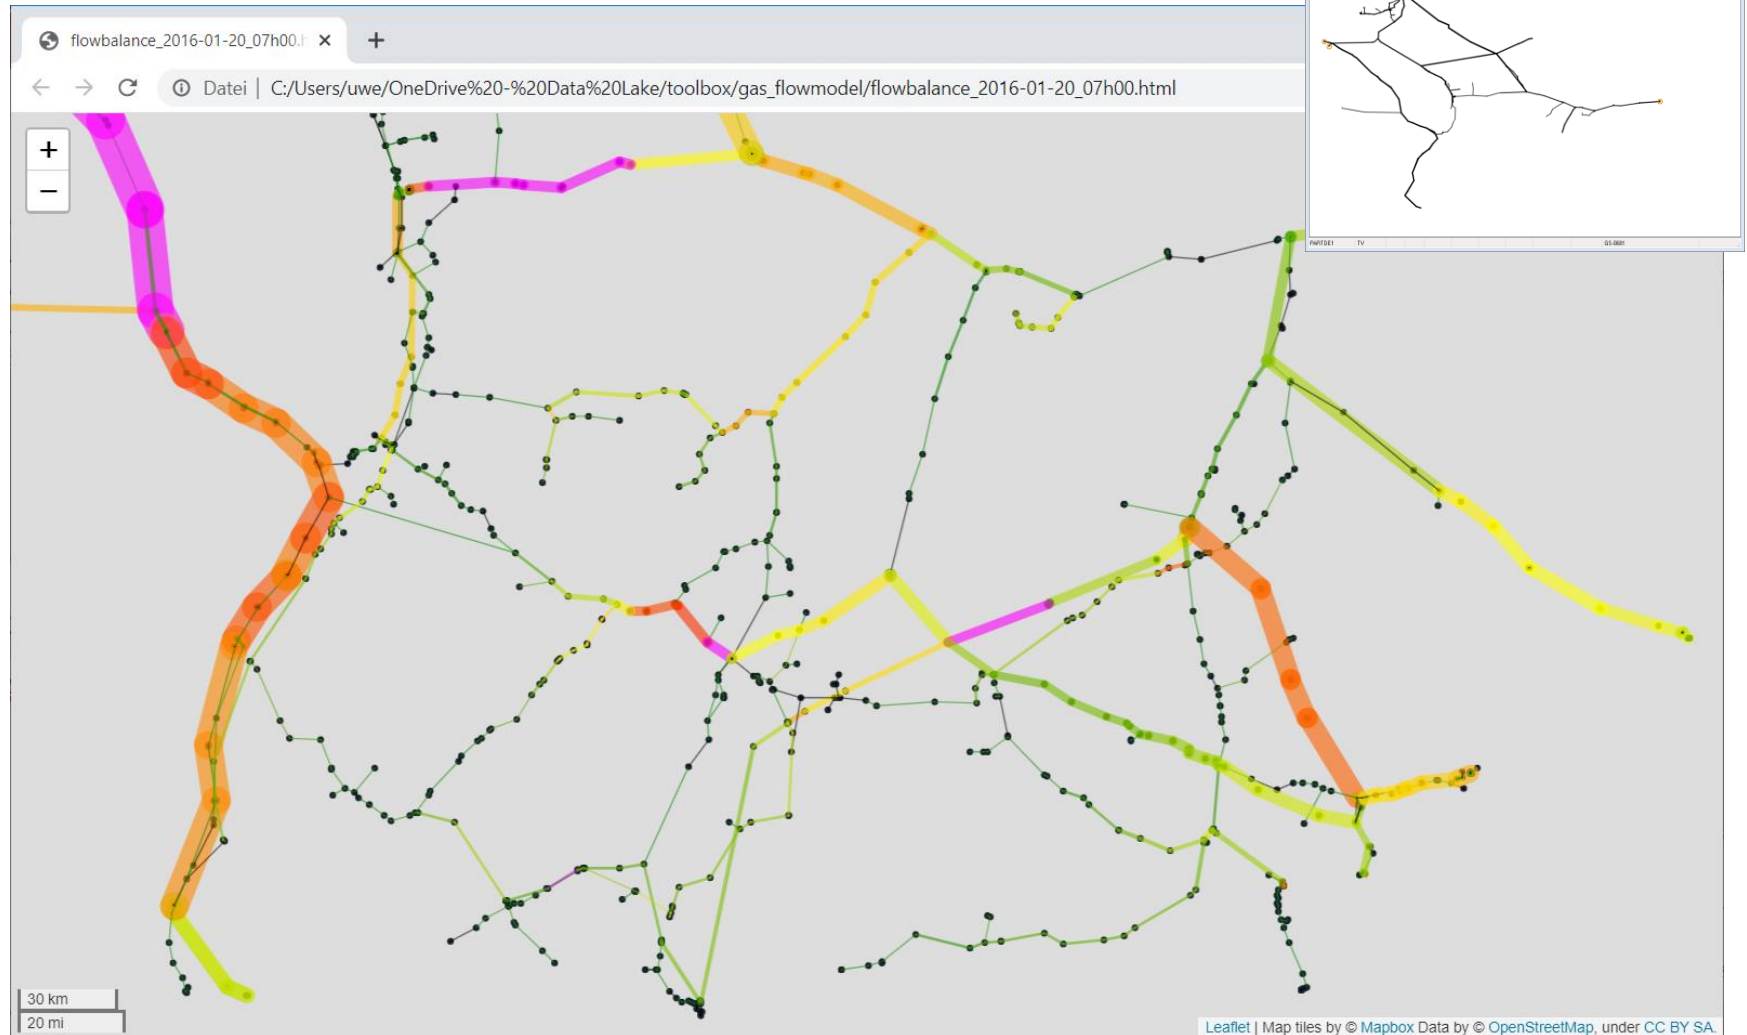 flowbalance_2016-01-20_07h00.h
Datei | C:/Users/uwe/OneDrive%20-%20Data%20Lake/toolbox/gas_flowmodel/flowbalance_2016-01-20_07h00.html
+
−
30 km
20 mi
Leaflet | Map tiles by © Mapbox Data by © OpenStreetMap, under CC BY SA.